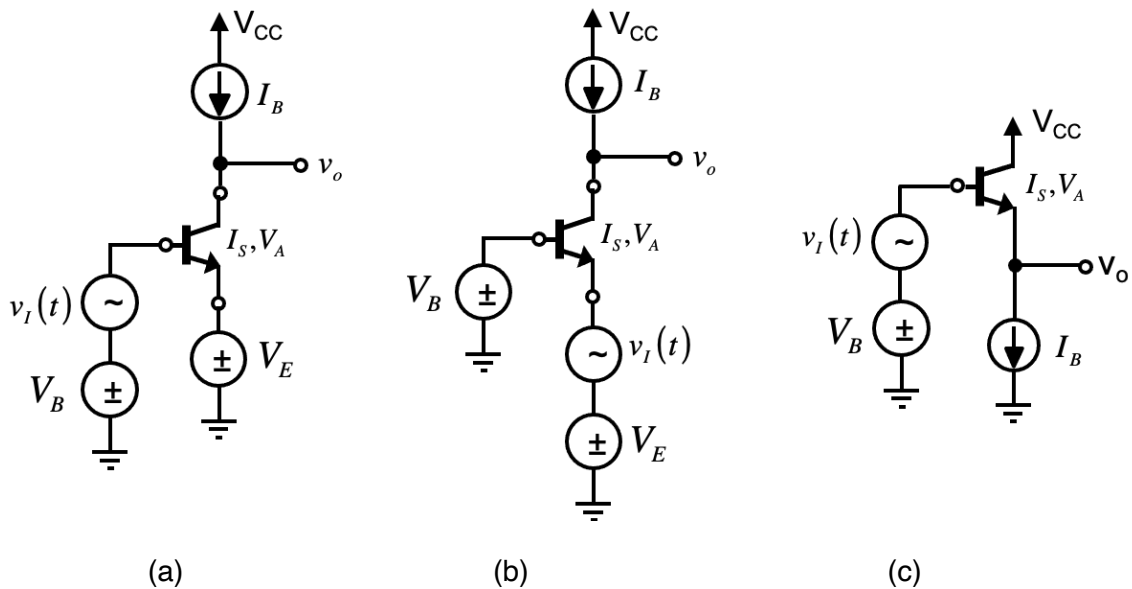 V_CC
I_B
v_o
I_S, V_A
v_I(t)
V_B
V_E
(a)
V_CC
I_B
v_o
I_S, V_A
V_B
v_I(t)
V_E
(b)
V_CC
I_S, V_A
v_I(t)
V_o
V_B
I_B
(c)